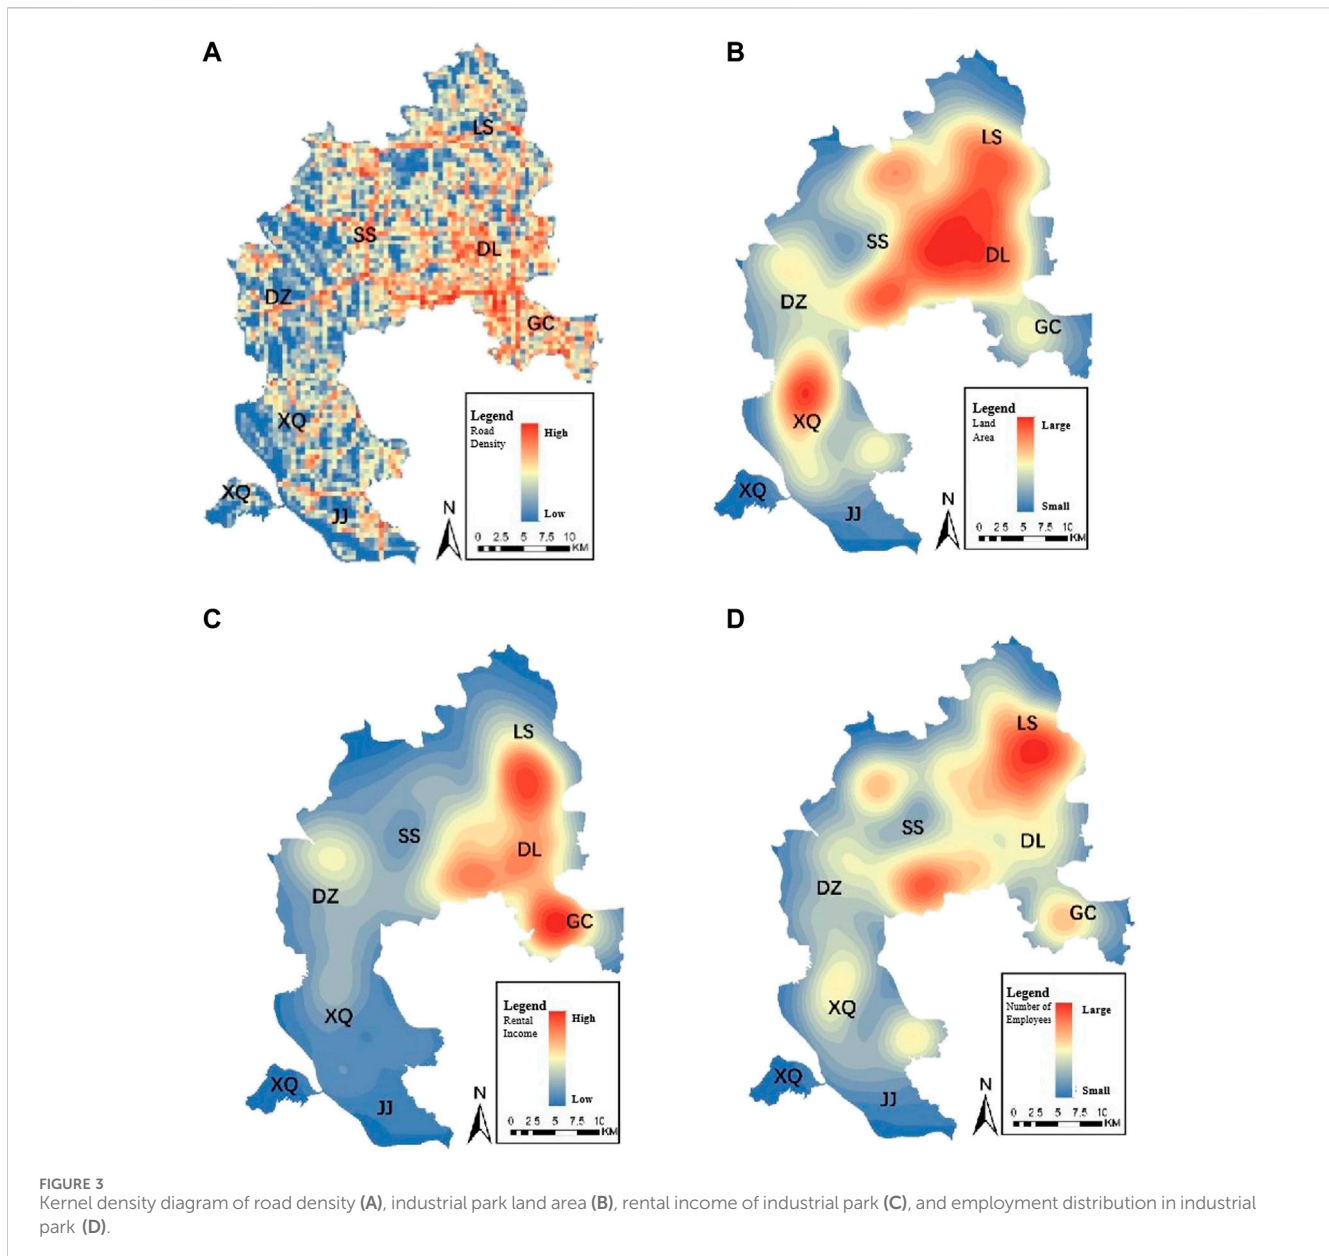 A
LS
SS
DL
DZ
GC
XQ
XQ
JJ
Legend
Road
Density
High
Low
N
0 2.5 5 7.5 10
KM
B
LS
SS
DL
DZ
GC
XQ
XQ
JJ
Legend
Land
Area
Large
Small
N
0 2.5 5 7.5 10
KM
C
LS
SS
DL
DZ
GC
XQ
XQ
JJ
Legend
Rental
Income
High
Low
N
0 2.5 5 7.5 10
KM
D
LS
SS
DL
DZ
GC
XQ
XQ
JJ
Legend
Number of
Employees
Large
Small
N
0 2.5 5 7.5 10
KM
FIGURE 3
Kernel density diagram of road density (A), industrial park land area (B), rental income of industrial park (C), and employment distribution in industrial
park (D).